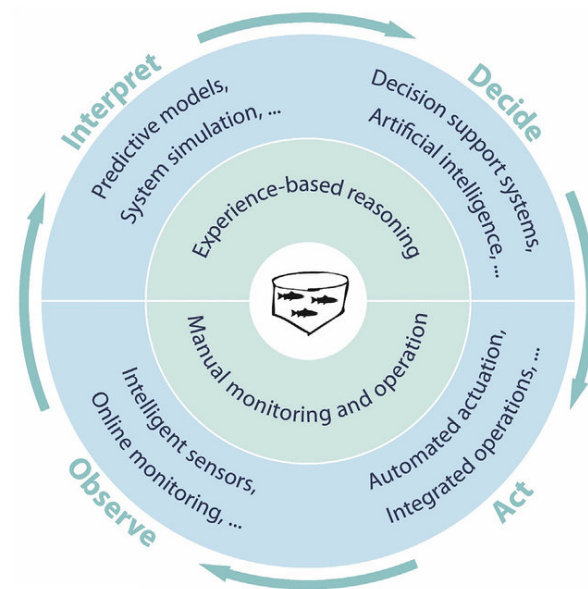 Interpret
Predictive models,
System simulation, ...
Decide
Decision support systems,
Artificial intelligence, ...
Experience-based reasoning
Manual monitoring and operation
Observe
Intelligent sensors,
Online monitoring, ...
Act
Automated actuation,
Integrated operations, ...